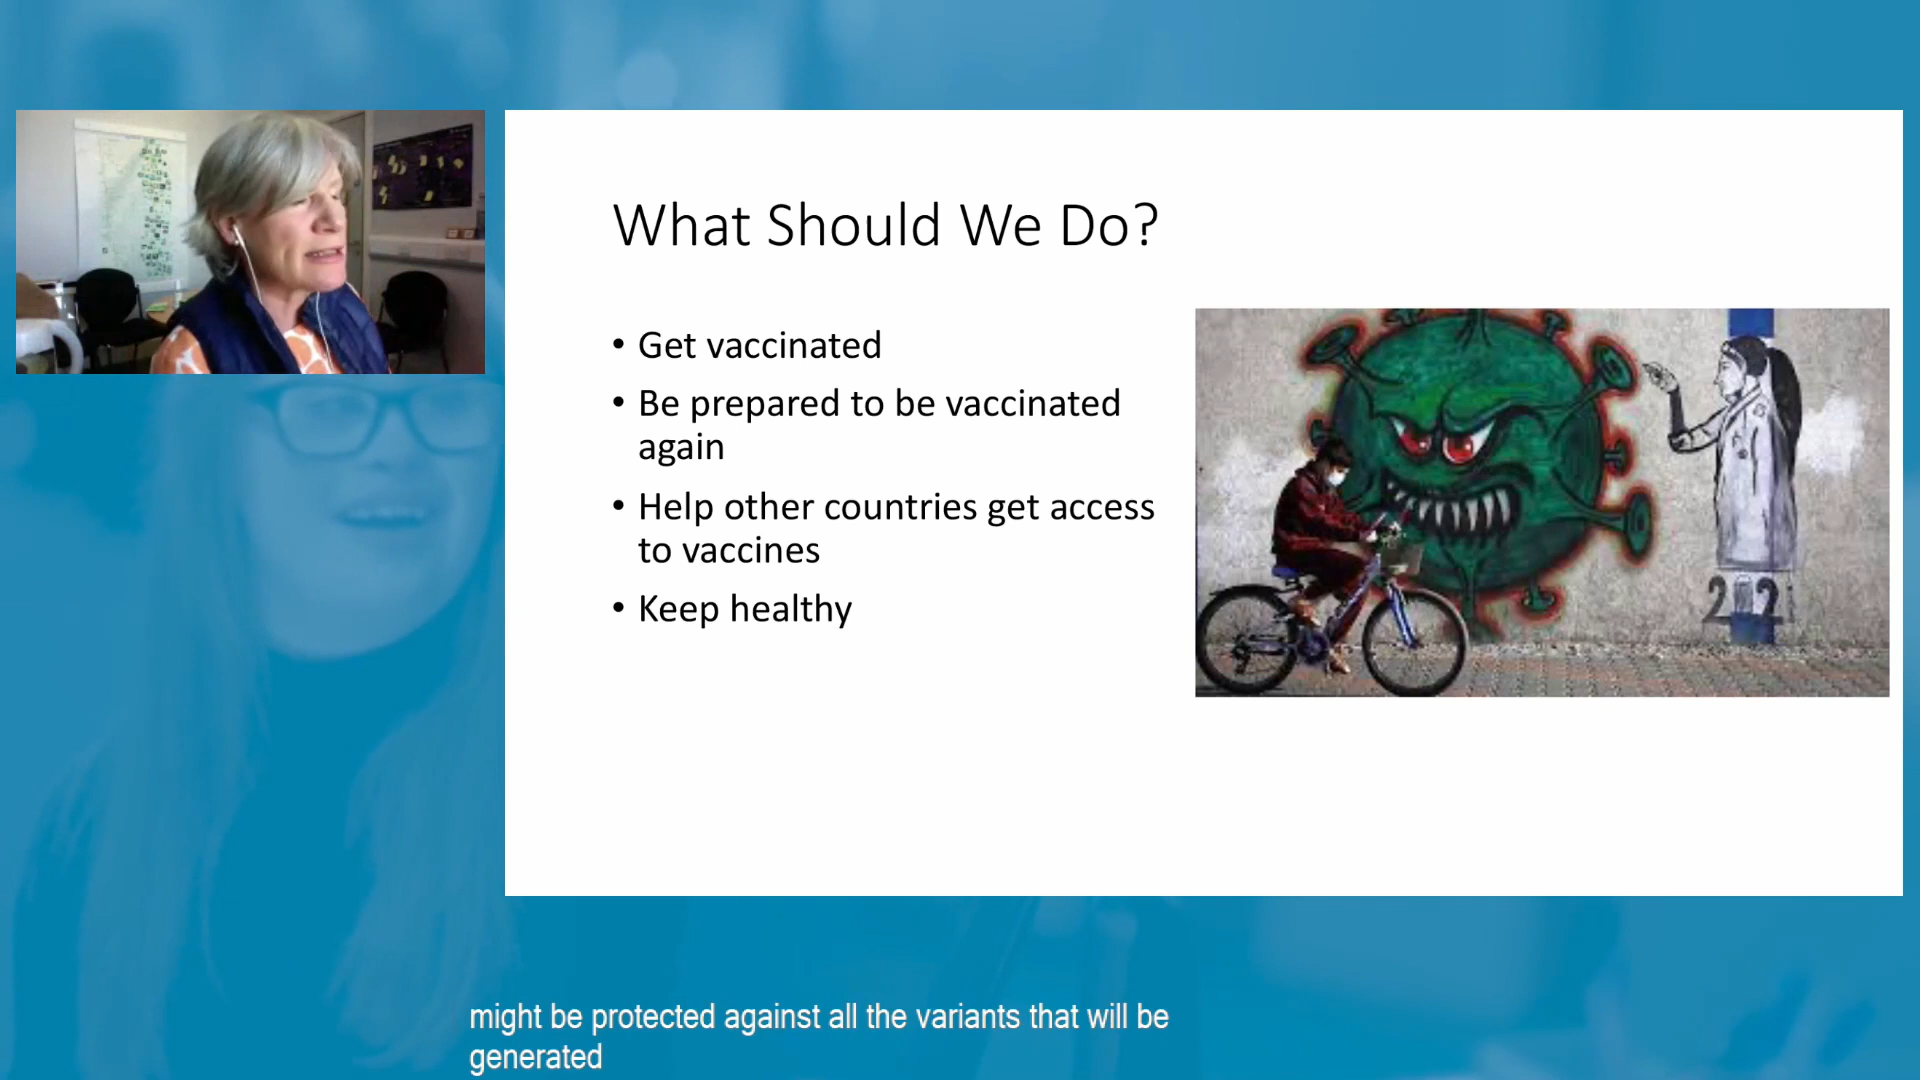 What Should We Do?
• Get vaccinated
• Be prepared to be vaccinated
again
• Help other countries get access
to vaccines
• Keep healthy
might be protected against all the variants that will be
generated